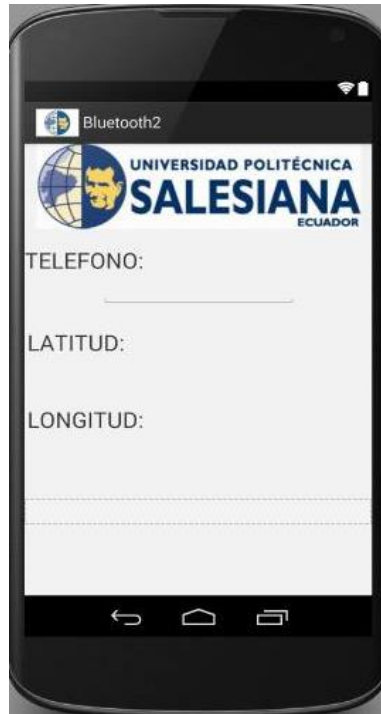 Bluetooth2
UNIVERSIDAD POLITÉCNICA
SALESIANA
ECUADOR
TELEFONO:
LATITUD:
LONGITUD: